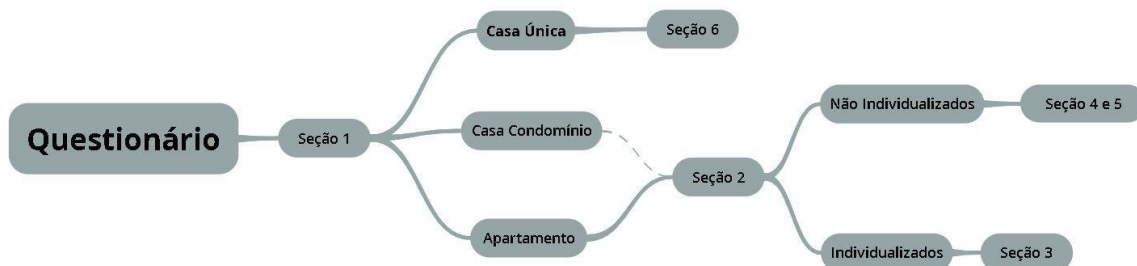 Questionário
Seção 1
Casa Única
Seção 6
Casa Condomínio
Apartamento
Seção 2
Não Individualizados
Seção 4 e 5
Individualizados
Seção 3